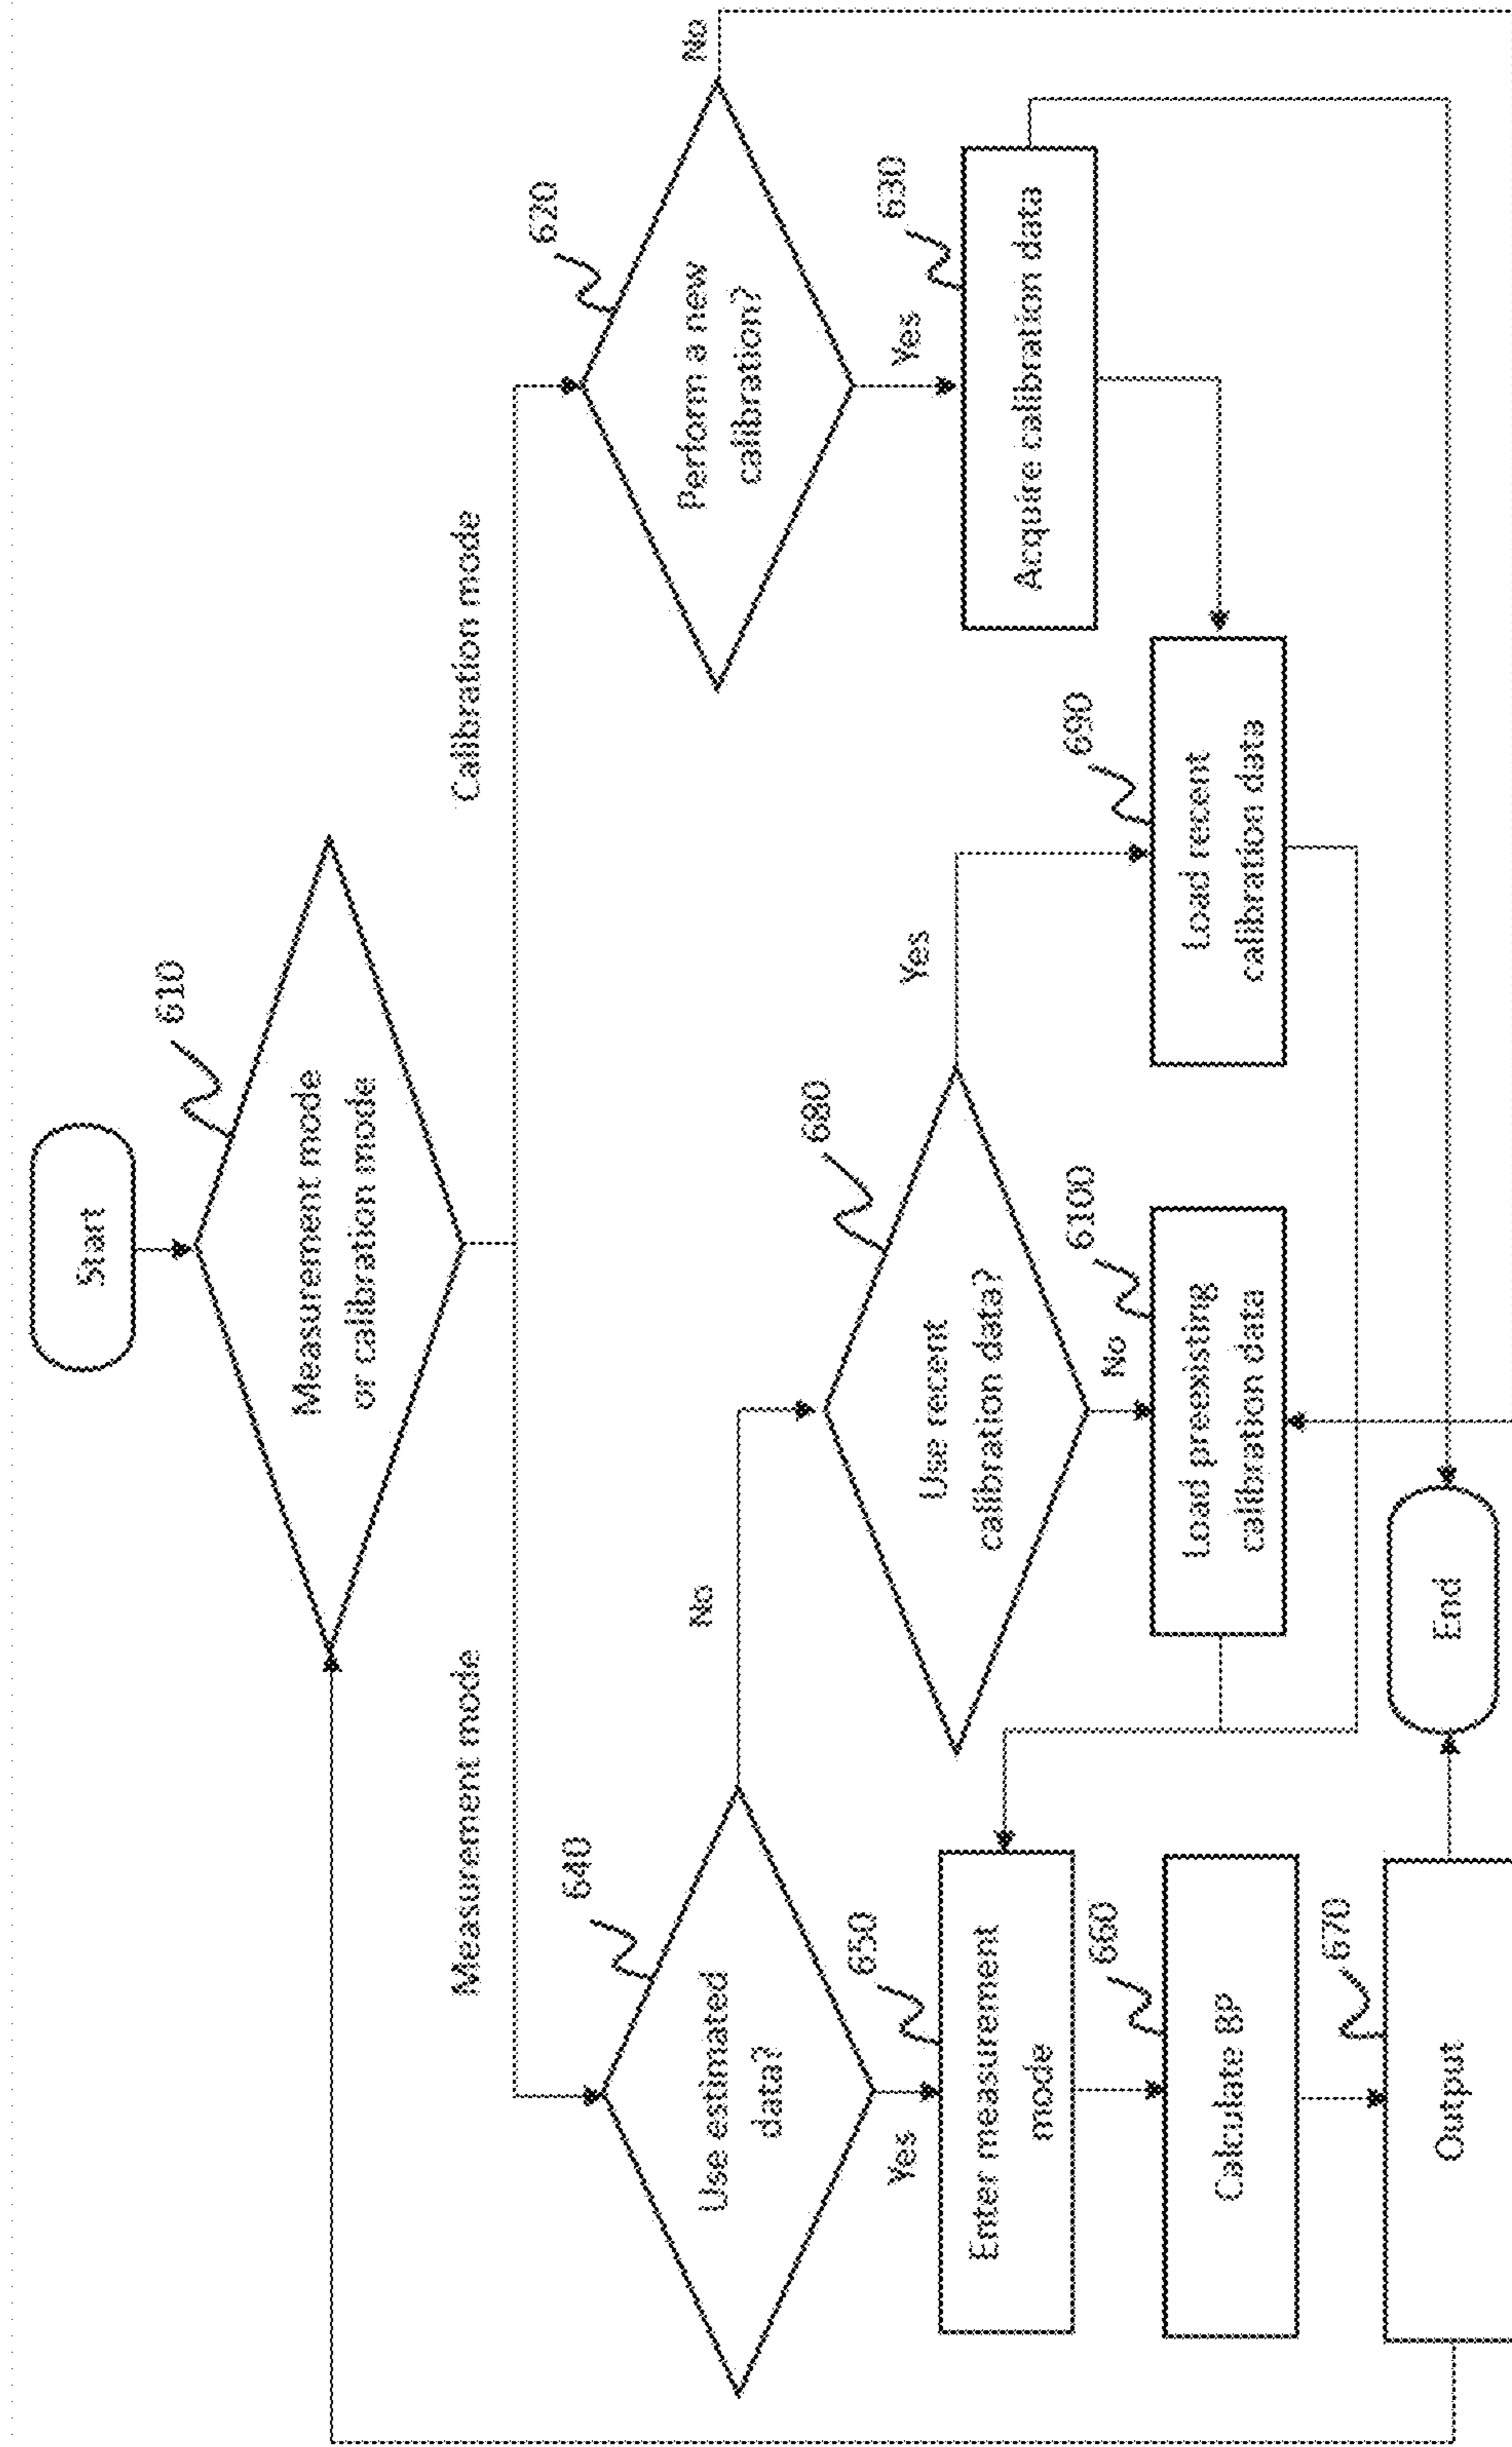 Start
610
Measurement mode
or calibration mode
Measurement mode
Calibration mode
640
Use estimated
data?
No
Yes
620
Perform a new
calibration?
No
Yes
650
Enter measurement
mode
680
Use recent
calibration data?
Yes
No
630
Acquire calibration data
660
Calculate BP
6100
Load preexisting
calibration data
690
Load recent
calibration data
670
Output
End